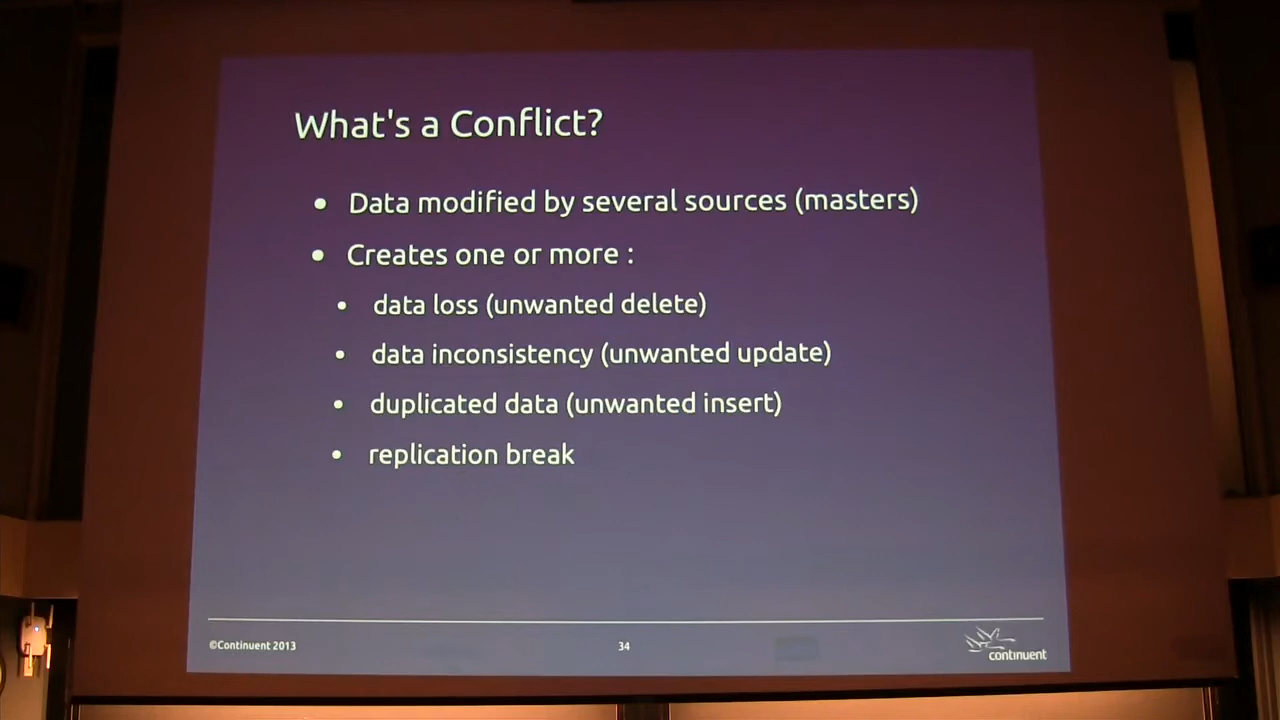 What's a Conflict?
• Data modified by several sources (masters)
• Creates one or more :
• data loss (unwanted delete)
• data inconsistency (unwanted update)
• duplicated data (unwanted insert)
• replication break
©Continuent 2013
34
continuent